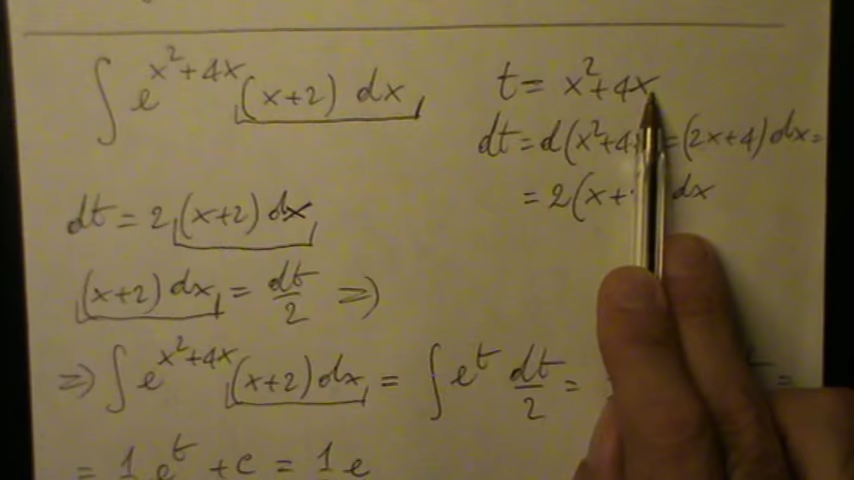 ∫ e^{x²+4x} (x+2) dx
t = x²+4x
dt = d(x²+4 = (2x+4) dx =
= 2(x+ dx
dt = 2 (x+2) dx
(x+2) dx = dt/2 ⇒
⇒ ∫ e^{x²+4x} (x+2) dx = ∫ e^t dt/2 = =
= 1 e^t + c = 1 e